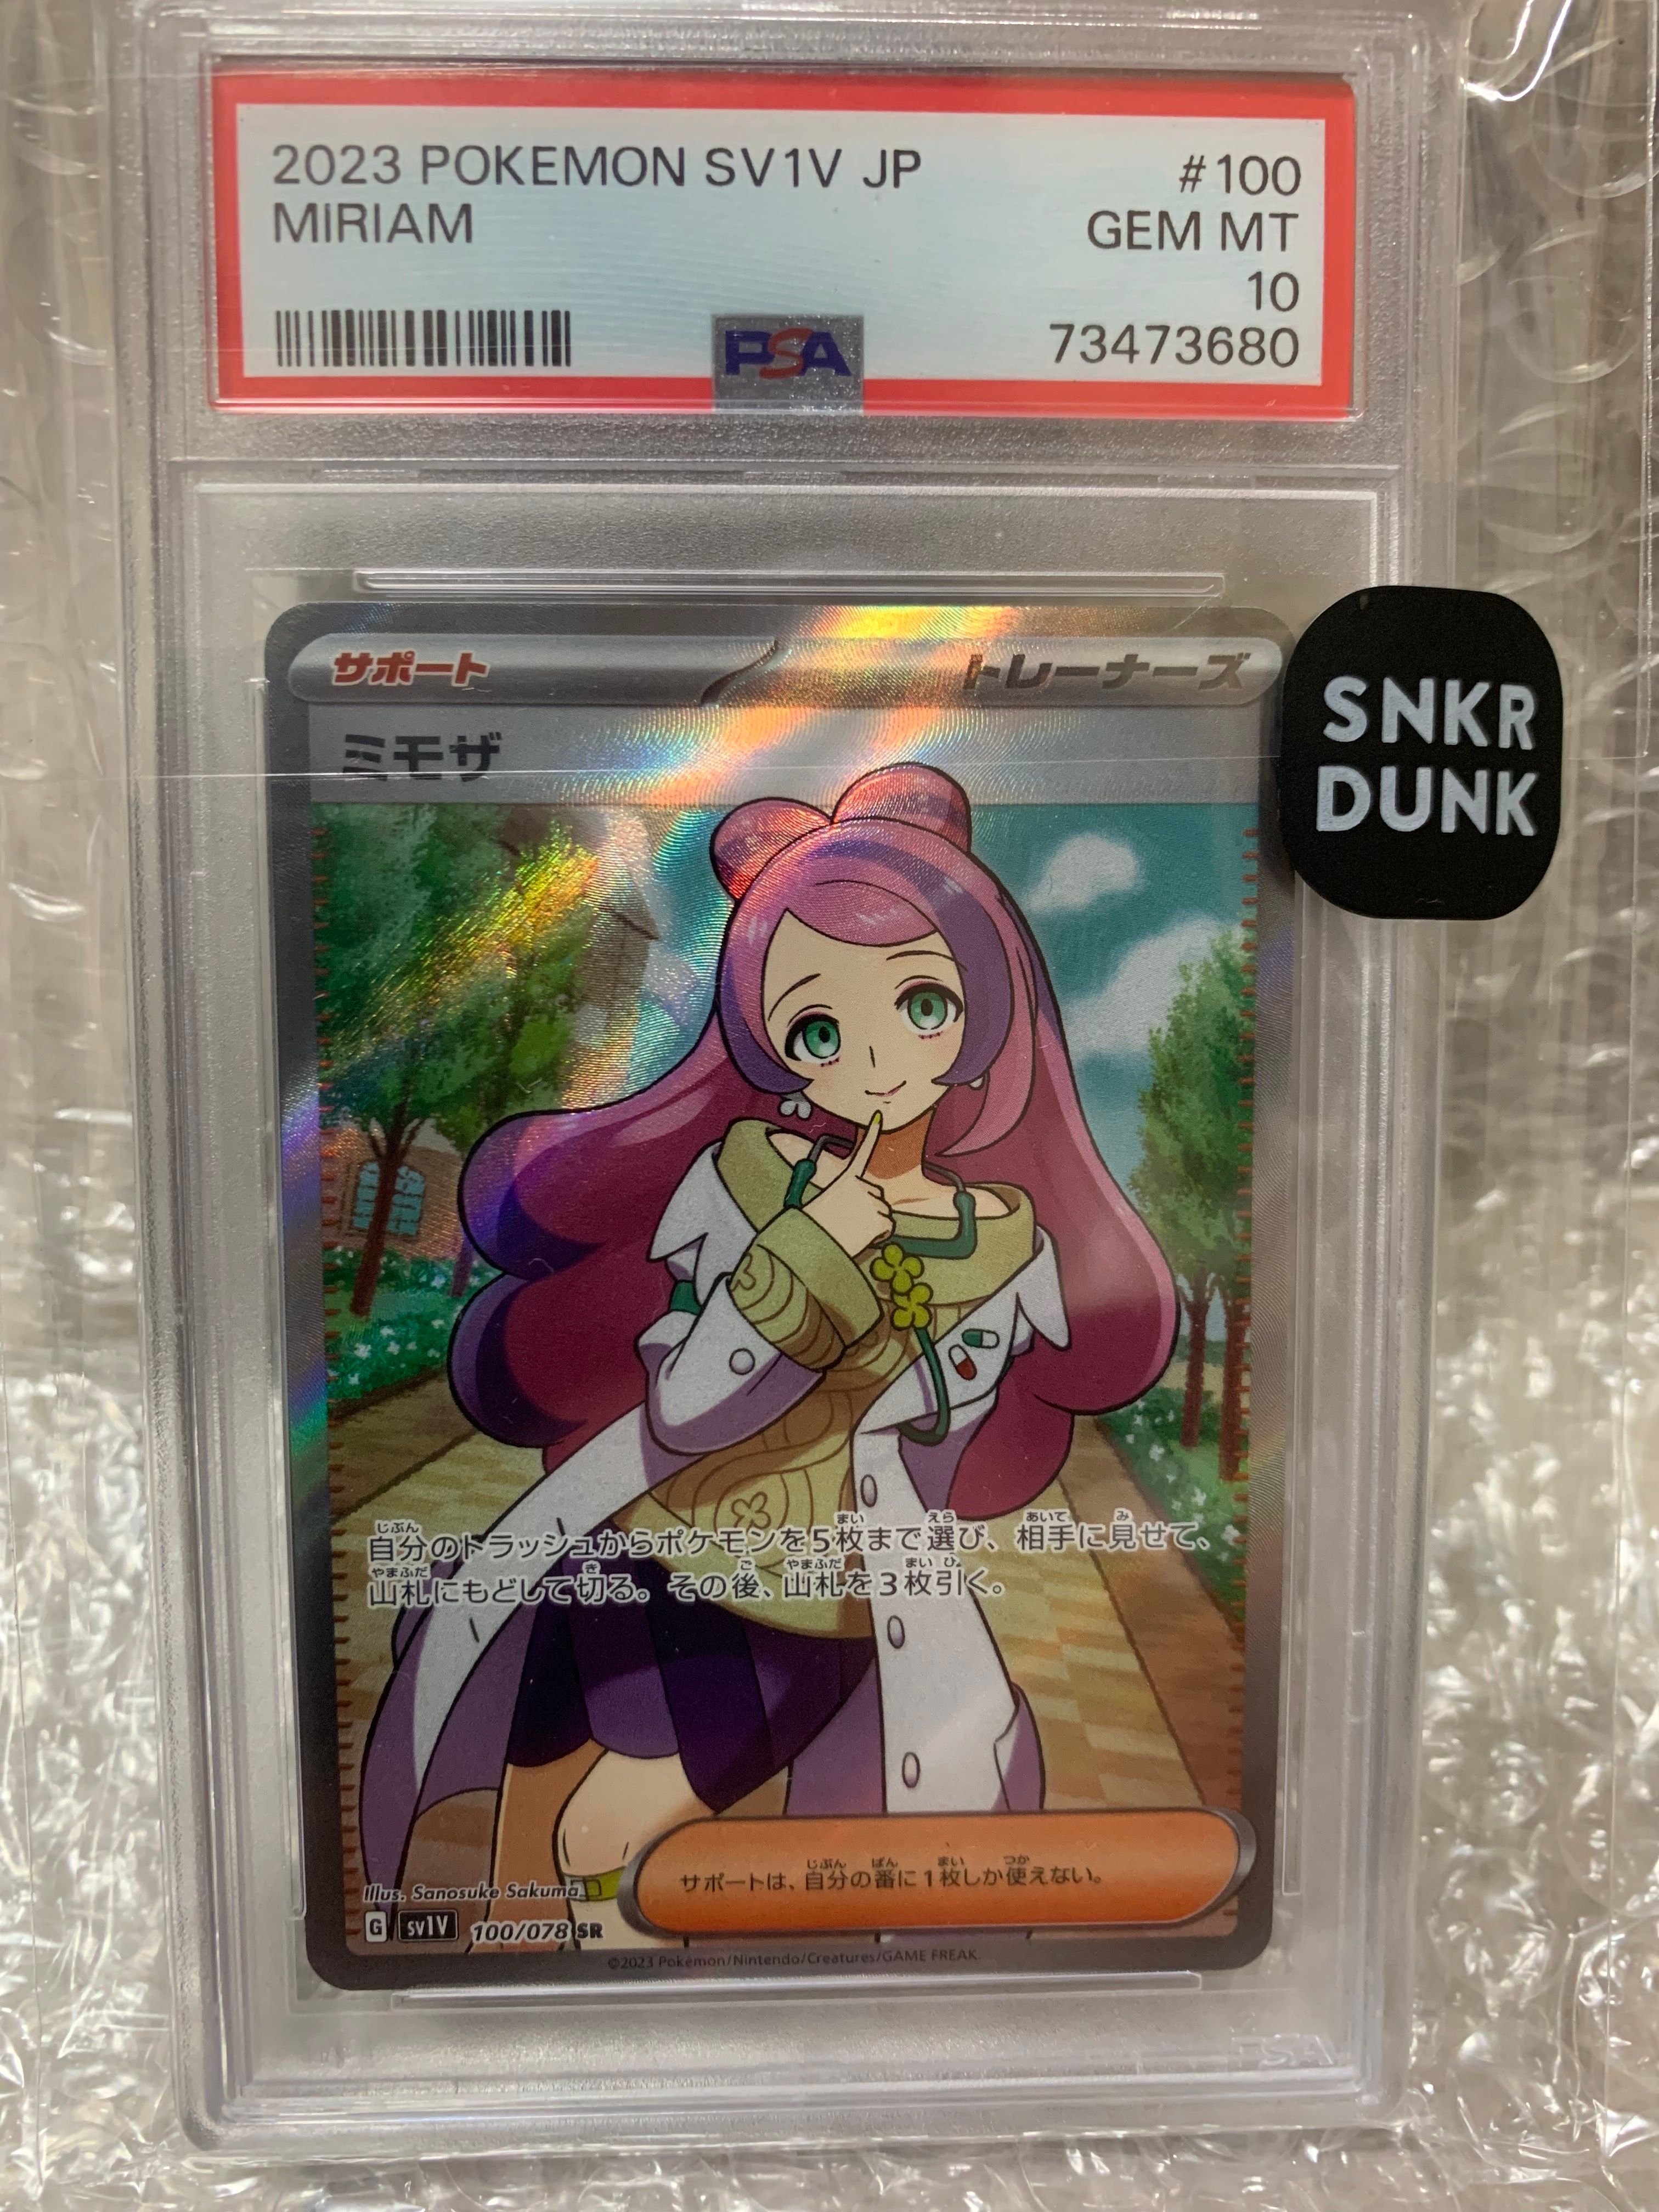 2023 POKEMON SV1V JP #100
MIRIAM GEM MT
10
PSA 73473680
サポート トレーナーズ
ミモザ
SNKR
DUNK
自分のトラッシュからポケモンを5枚まで選び、相手に見せて、
山札にもどして切る。その後、山札を3枚引く。
サポートは、自分の番に1枚しか使えない。
Illus. Sanosuke Sakuma
G SV1V 100/078 SR
©2023 Pokémon/Nintendo/Creatures/GAME FREAK.
PSA